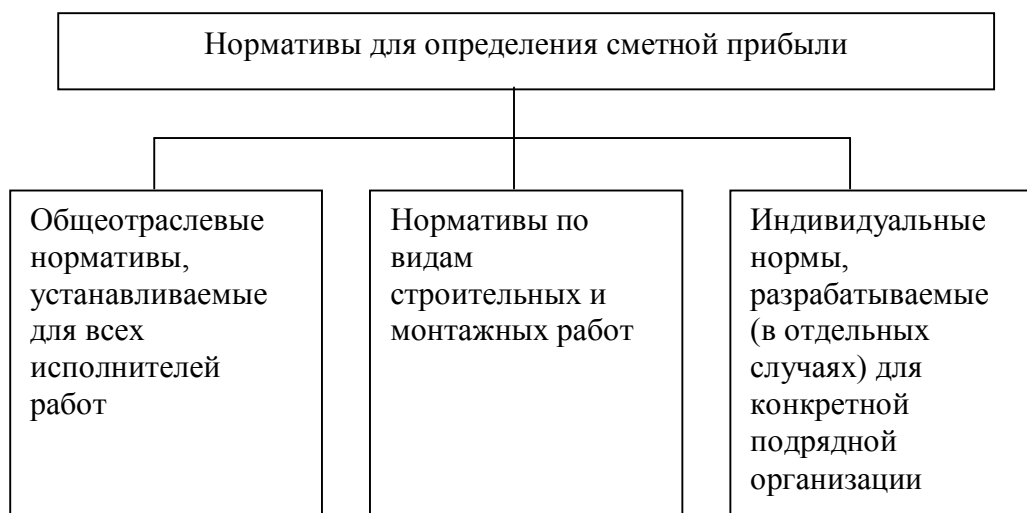 Нормативы для определения сметной прибыли
Общеотраслевые
нормативы,
устанавливаемые
для всех
исполнителей
работ
Нормативы по
видам
строительных и
монтажных работ
Индивидуальные
нормы,
разрабатываемые
(в отдельных
случаях) для
конкретной
подрядной
организации